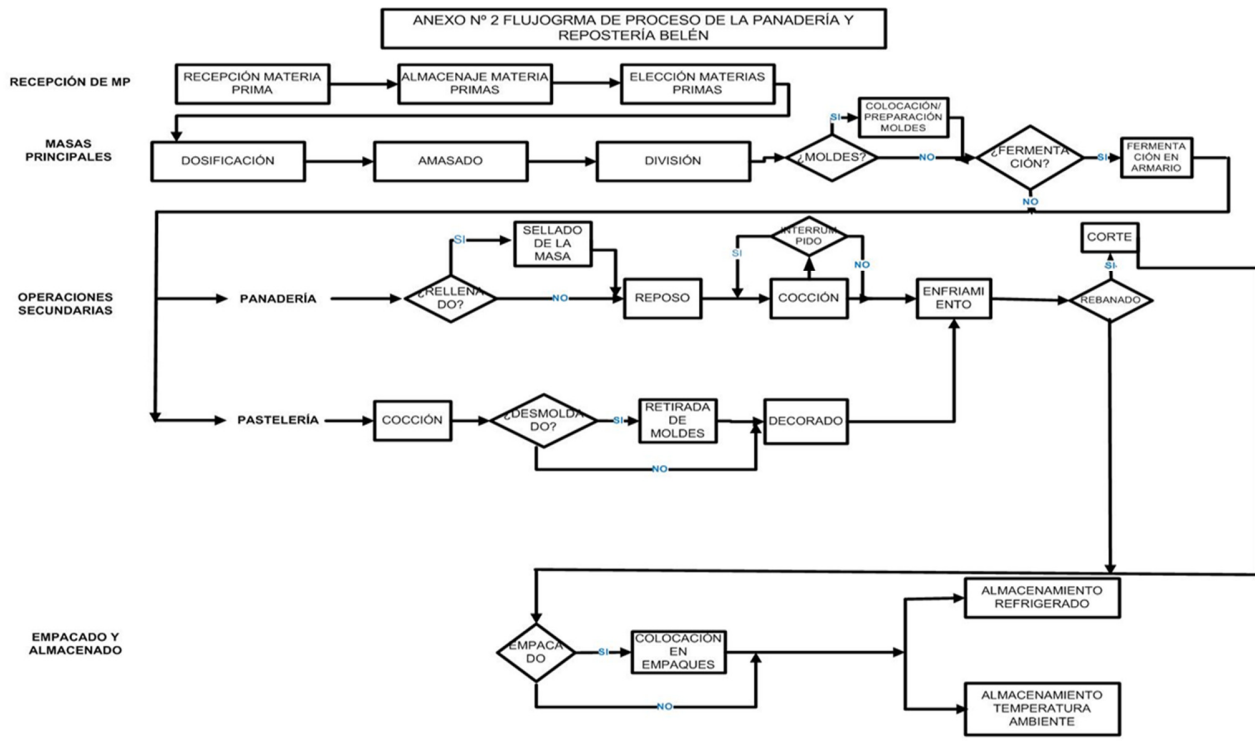 ANEXO Nº 2 FLUJOGRMA DE PROCESO DE LA PANADERÍA Y
REPOSTERÍA BELÉN
RECEPCIÓN DE MP
RECEPCIÓN MATERIA
PRIMA
ALMACENAJE MATERIA
PRIMAS
ELECCIÓN MATERIAS
PRIMAS
MASAS
PRINCIPALES
DOSIFICACIÓN
AMASADO
DIVISIÓN
¿MOLDES?
SI
COLOCACIÓN/
PREPARACIÓN
MOLDES
NO
¿FERMENTA
CIÓN?
SI
FERMENTA
CIÓN EN
ARMARIO
NO
OPERACIONES
SECUNDARIAS
PANADERÍA
¿RELLENA
DO?
SI
SELLADO
DE LA
MASA
NO
REPOSO
SI
INTERRUM
PIDO
NO
COCCIÓN
ENFRIAMI
ENTO
CORTE
SI
REBANADO
PASTELERÍA
COCCIÓN
¿DESMOLDA
DO?
SI
RETIRADA
DE
MOLDES
NO
DECORADO
EMPACADO Y
ALMACENADO
EMPACA
DO
SI
COLOCACIÓN
EN
EMPAQUES
NO
ALMACENAMIENTO
REFRIGERADO
ALMACENAMIENTO
TEMPERATURA
AMBIENTE